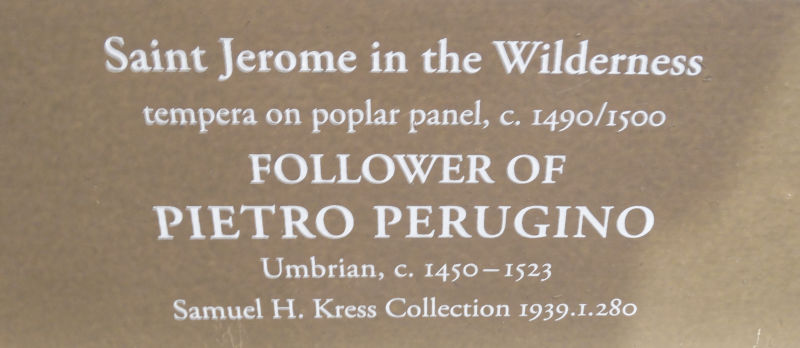 Saint Jerome in the Wilderness
tempera on poplar panel, c. 1490/1500
FOLLOWER OF
PIETRO PERUGINO
Umbrian, c. 1450–1523
Samuel H. Kress Collection 1939.1.280